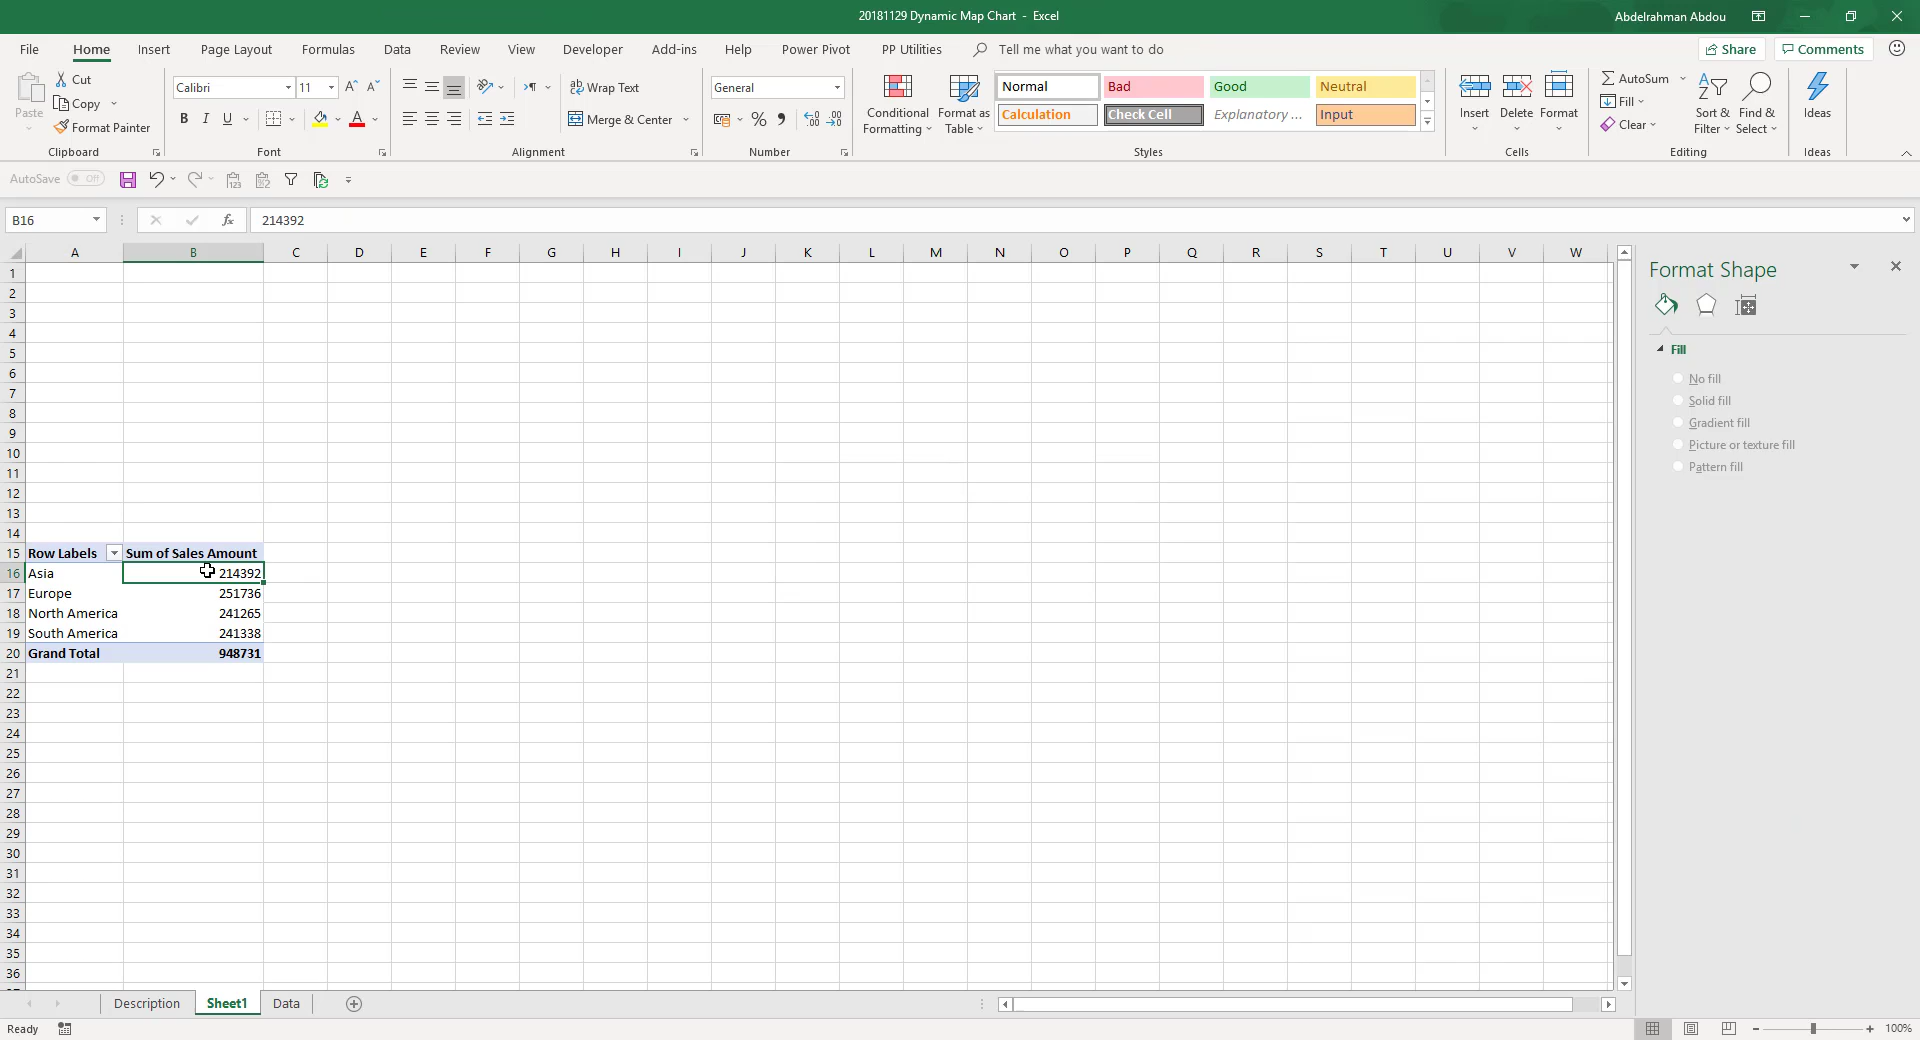 20181129 Dynamic Map Chart - Excel
Abdelrahman Abdou
File Home Insert Page Layout Formulas Data Review View Developer Add-ins Help Power Pivot PP Utilities Tell me what you want to do Share Comments
Paste Cut Copy Format Painter
Clipboard
Calibri 11
B I U
Font
Wrap Text
Merge & Center
Alignment
General
Number
Conditional Formatting
Format as Table
Normal Bad Good Neutral
Calculation Check Cell Explanatory ... Input
Styles
Insert Delete Format
Cells
AutoSum
Fill
Clear
Sort & Filter
Find & Select
Editing
Ideas
Ideas
AutoSave Off
B16 fx 214392
A B C D E F G H I J K L M N O P Q R S T U V W
1
2
3
4
5
6
7
8
9
10
11
12
13
14
15 Row Labels Sum of Sales Amount
16 Asia 214392
17 Europe 251736
18 North America 241265
19 South America 241338
20 Grand Total 948731
21
22
23
24
25
26
27
28
29
30
31
32
33
34
35
36
Format Shape
Fill
No fill
Solid fill
Gradient fill
Picture or texture fill
Pattern fill
Description Sheet1 Data
Ready
100%